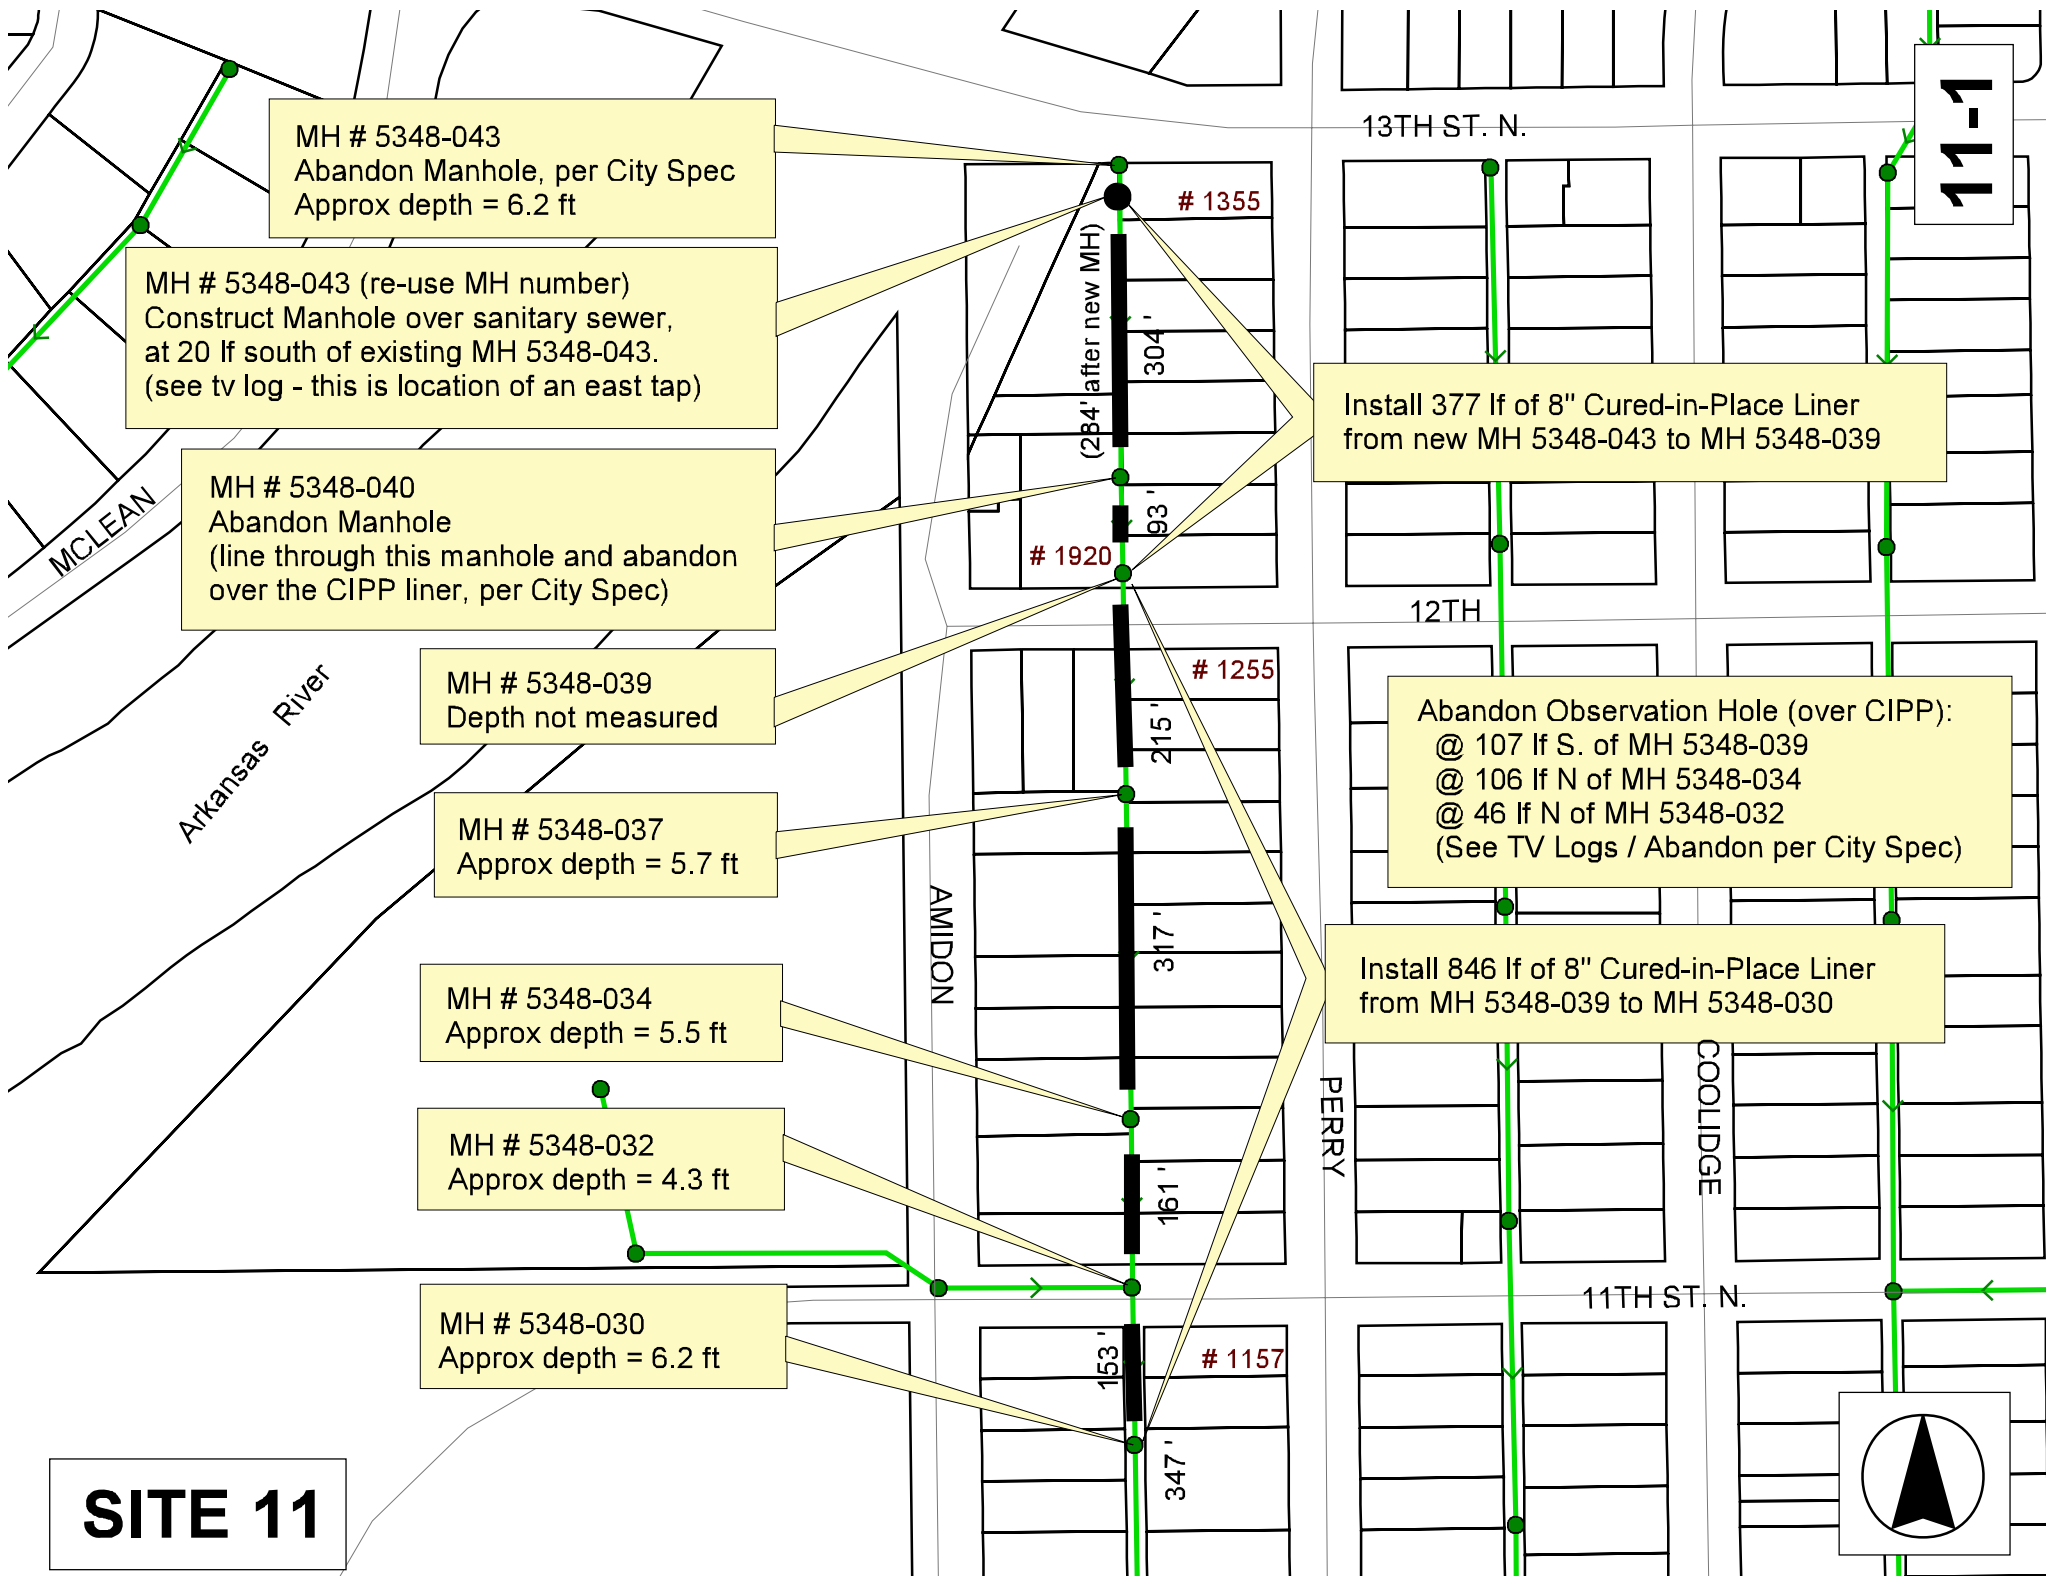 11-1
13TH ST. N.
MH # 5348-043
Abandon Manhole, per City Spec
Approx depth = 6.2 ft
# 1355
MH # 5348-043 (re-use MH number)
Construct Manhole over sanitary sewer,
at 20 lf south of existing MH 5348-043.
(see tv log - this is location of an east tap)
(284' after new MH)
304 '
Install 377 lf of 8" Cured-in-Place Liner
from new MH 5348-043 to MH 5348-039
MH # 5348-040
Abandon Manhole
(line through this manhole and abandon
over the CIPP liner, per City Spec)
MCLEAN
93 '
# 1920
12TH
MH # 5348-039
Depth not measured
# 1255
215 '
Arkansas River
Abandon Observation Hole (over CIPP):
@ 107 lf S. of MH 5348-039
@ 106 lf N of MH 5348-034
@ 46 lf N of MH 5348-032
(See TV Logs / Abandon per City Spec)
MH # 5348-037
Approx depth = 5.7 ft
AMIDON
317 '
Install 846 lf of 8" Cured-in-Place Liner
from MH 5348-039 to MH 5348-030
MH # 5348-034
Approx depth = 5.5 ft
PERRY
COOLIDGE
MH # 5348-032
Approx depth = 4.3 ft
161 '
11TH ST. N.
MH # 5348-030
Approx depth = 6.2 ft
153 '
# 1157
347 '
SITE 11